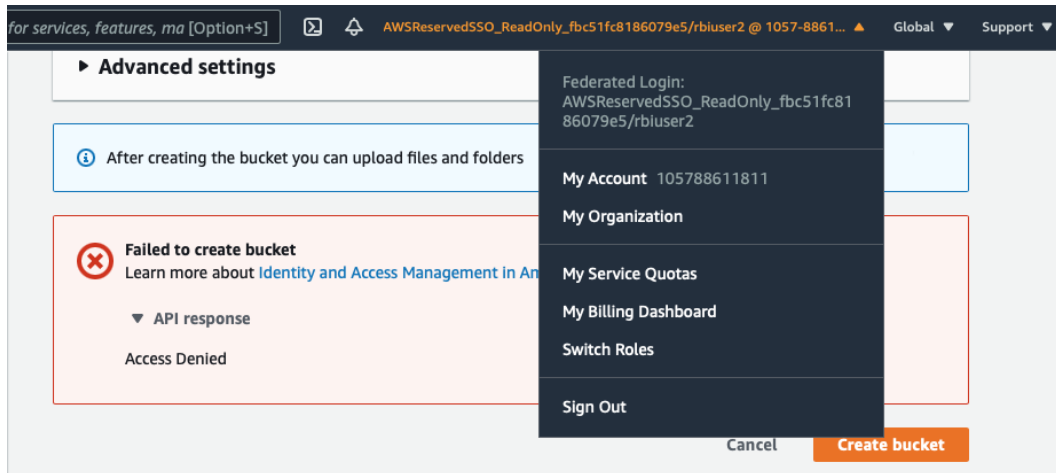 for services, features, ma [Option+S]
AWSReservedSSO_ReadOnly_fbc51fc8186079e5/rbiuser2 @ 1057-8861... ▲ Global ▼ Support ▼
▶ Advanced settings
After creating the bucket you can upload files and folders
Failed to create bucket
Learn more about Identity and Access Management in Am
▼ API response
Access Denied
Federated Login:
AWSReservedSSO_ReadOnly_fbc51fc81
86079e5/rbiuser2
My Account 105788611811
My Organization
My Service Quotas
My Billing Dashboard
Switch Roles
Sign Out
Cancel Create bucket